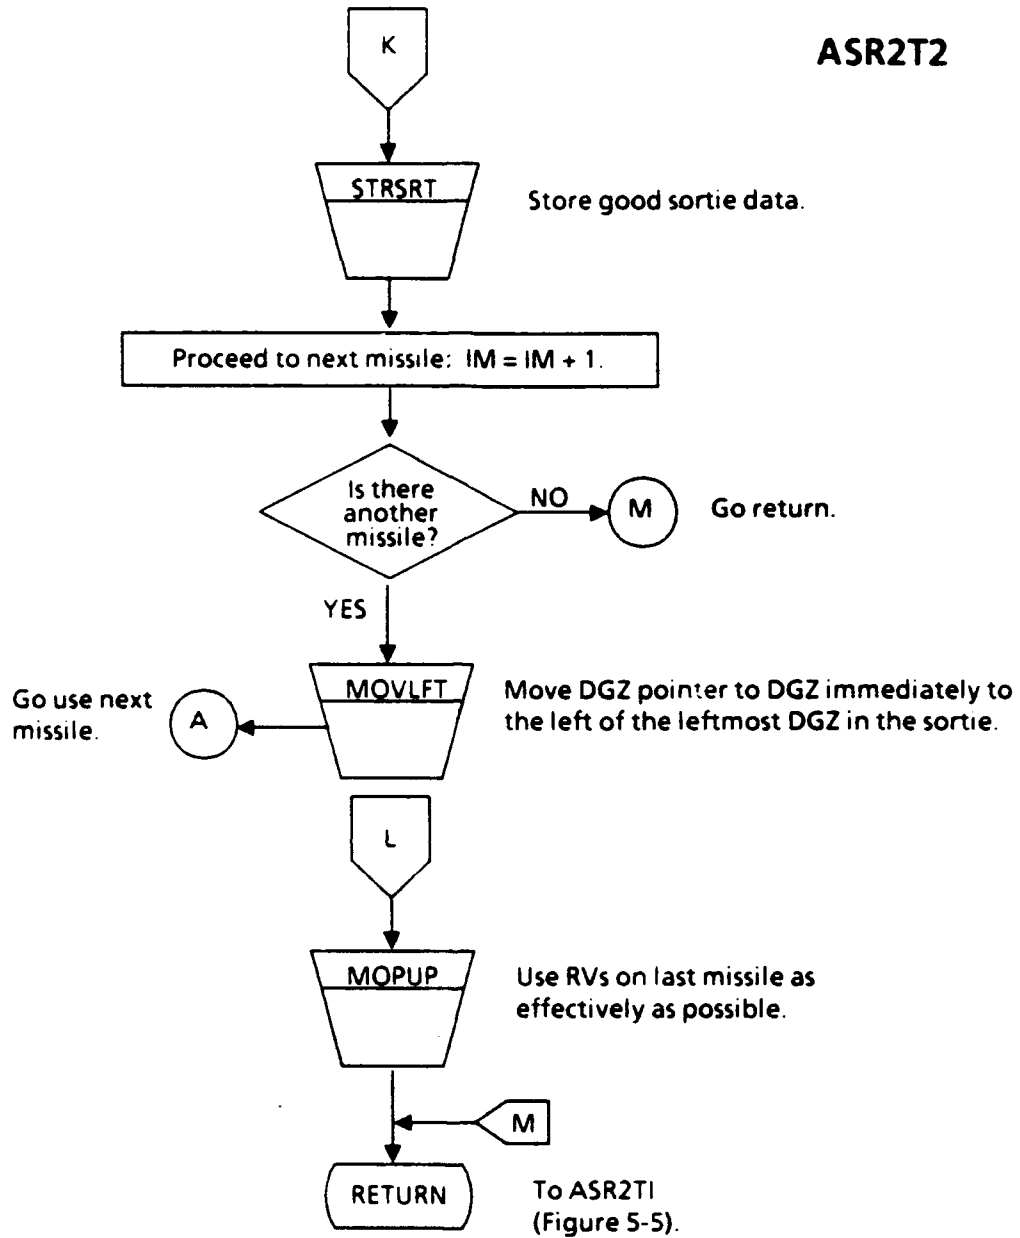 K
ASR2T2
STRSRT
Store good sortie data.
Proceed to next missile: IM = IM + 1.
Is there
another
missile?
NO
M
Go return.
YES
MOVLFT
Move DGZ pointer to DGZ immediately to
the left of the leftmost DGZ in the sortie.
Go use next
missile.
A
L
MOPUP
Use RVs on last missile as
effectively as possible.
M
RETURN
To ASR2TI
(Figure 5-5).